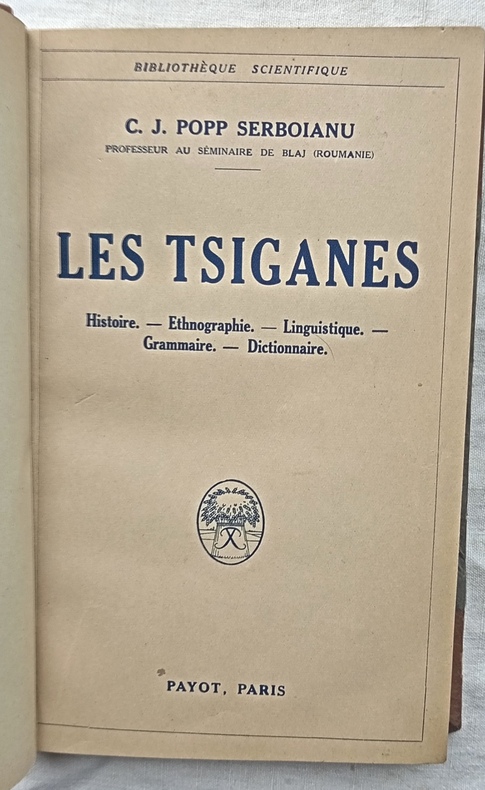 BIBLIOTHÈQUE SCIENTIFIQUE
C. J. POPP SERBOIANU
PROFESSEUR AU SÉMINAIRE DE BLAJ (ROUMANIE)
LES TSIGANES
Histoire. — Ethnographie. — Linguistique. —
Grammaire. — Dictionnaire.
PAYOT, PARIS